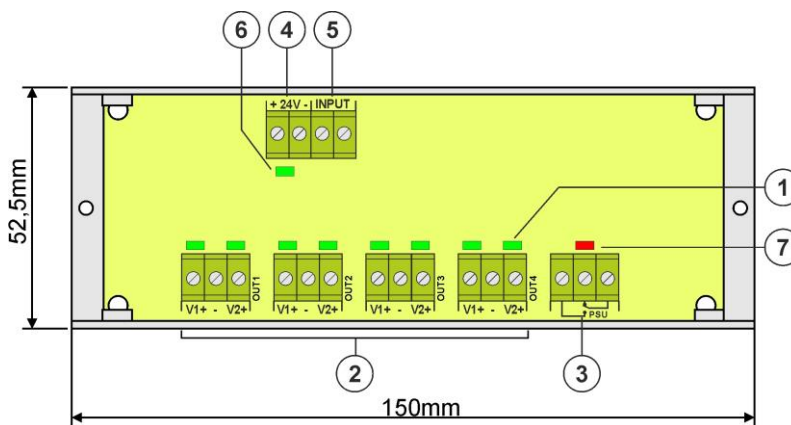 6 4 5
+ 24V - INPUT
52,5mm
1
7
OUT1 OUT2 OUT3 OUT4
V1+ - V2+ V1+ - V2+ V1+ - V2+ V1+ - V2+ PSU
2 3
150mm